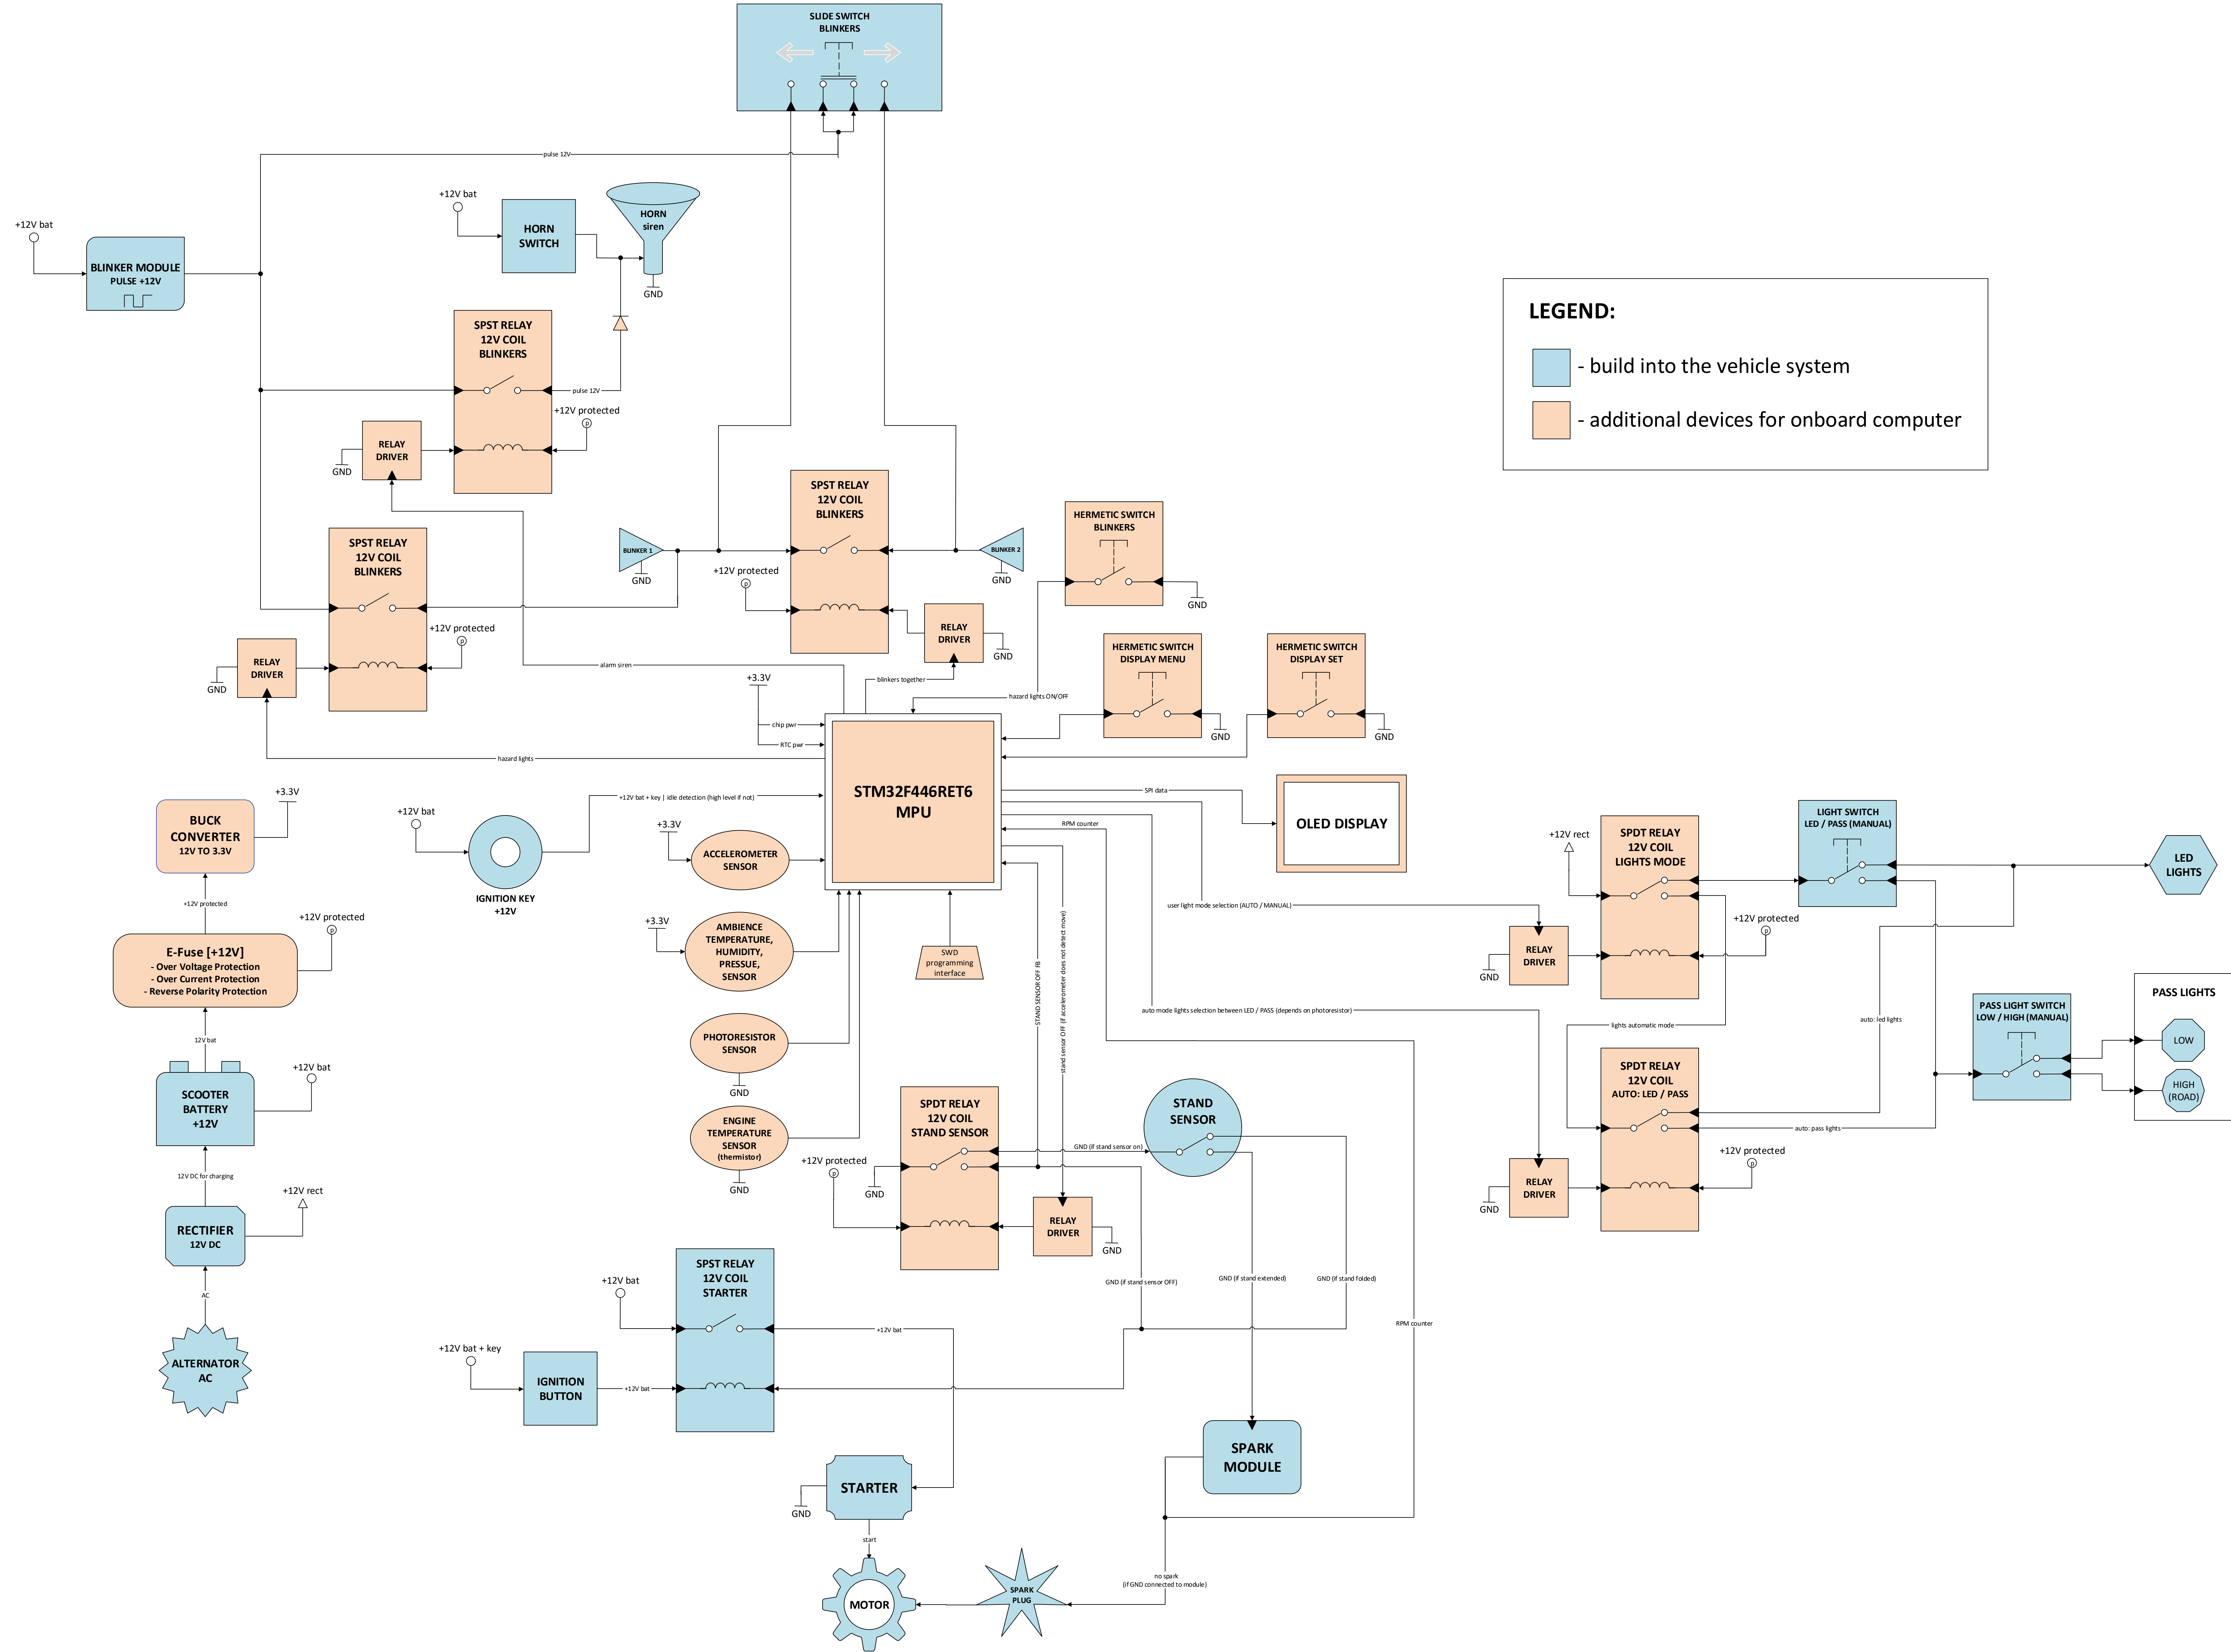 SLIDE SWITCH
BLINKERS
pulse 12V
+12V bat
HORN
SWITCH
HORN
siren
GND
+12V bat
BLINKER MODULE
PULSE +12V
SPST RELAY
12V COIL
BLINKERS
pulse 12V
+12V protected
p
RELAY
DRIVER
GND
LEGEND:
- build into the vehicle system
- additional devices for onboard computer
SPST RELAY
12V COIL
BLINKERS
+12V protected
p
RELAY
DRIVER
GND
BLINKER 1
GND
SPST RELAY
12V COIL
BLINKERS
+12V protected
p
BLINKER 2
GND
RELAY
DRIVER
GND
HERMETIC SWITCH
BLINKERS
GND
HERMETIC SWITCH
DISPLAY MENU
GND
HERMETIC SWITCH
DISPLAY SET
GND
alarm siren
blinkers together
hazard lights ON/OFF
+3.3V
chip pwr
RTC pwr
hazard lights
STM32F446RET6
MPU
+12V bat + key | idle detection (high level if not)
+12V bat
IGNITION KEY
+12V
SPI data
OLED DISPLAY
RPM counter
+3.3V
ACCELEROMETER
SENSOR
+3.3V
AMBIENCE
TEMPERATURE,
HUMIDITY,
PRESSUE,
SENSOR
SWD
programming
interface
PHOTORESISTOR
SENSOR
GND
ENGINE
TEMPERATURE
SENSOR
(thermistor)
GND
BUCK
CONVERTER
12V TO 3.3V
+3.3V
+12V protected
+12V protected
p
E-Fuse [+12V]
- Over Voltage Protection
- Over Current Protection
- Reverse Polarity Protection
12V bat
+12V bat
SCOOTER
BATTERY
+12V
12V DC for charging
+12V rect
RECTIFIER
12V DC
AC
ALTERNATOR
AC
STAND SENSOR OFF FB
stand sensor OFF (if accelerometer does not detect move)
user light mode selection (AUTO / MANUAL)
auto mode lights selection between LED / PASS (depends on photoresistor)
+12V rect
SPDT RELAY
12V COIL
LIGHTS MODE
+12V protected
p
RELAY
DRIVER
GND
LIGHT SWITCH
LED / PASS (MANUAL)
LED
LIGHTS
lights automatic mode
auto: led lights
PASS LIGHT SWITCH
LOW / HIGH (MANUAL)
PASS LIGHTS
LOW
HIGH
(ROAD)
SPDT RELAY
12V COIL
AUTO: LED / PASS
auto: pass lights
+12V protected
p
RELAY
DRIVER
GND
SPDT RELAY
12V COIL
STAND SENSOR
+12V protected
p
GND
GND (if stand sensor on)
STAND
SENSOR
RELAY
DRIVER
GND
GND (if stand sensor OFF)
GND (if stand extended)
GND (if stand folded)
RPM counter
SPST RELAY
12V COIL
STARTER
+12V bat
+12V bat
+12V bat + key
IGNITION
BUTTON
+12V bat
SPARK
MODULE
STARTER
GND
start
MOTOR
SPARK
PLUG
no spark
(if GND connected to module)